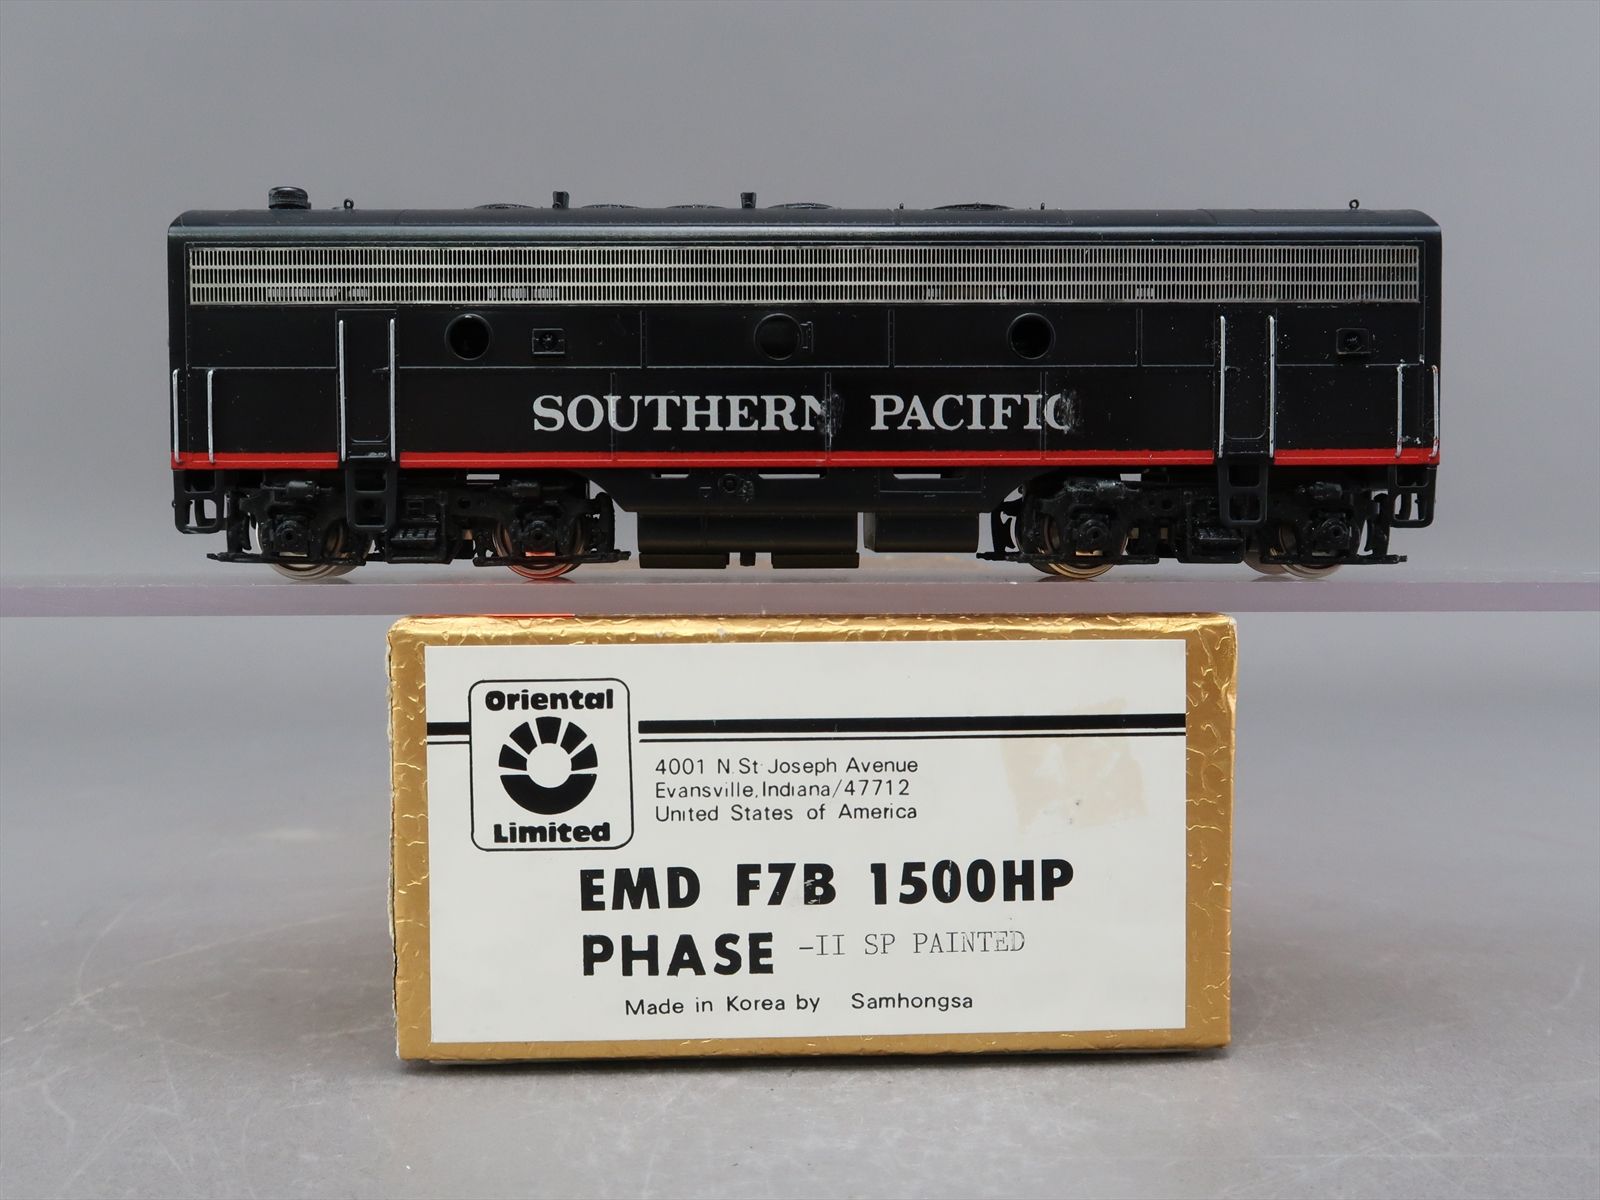 SOUTHERN PACIFIC
Oriental
Limited
4001 N. St. Joseph Avenue
Evansville, Indiana/47712
United States of America
EMD F7B 1500HP
PHASE -II SP PAINTED
Made in Korea by Samhongsa